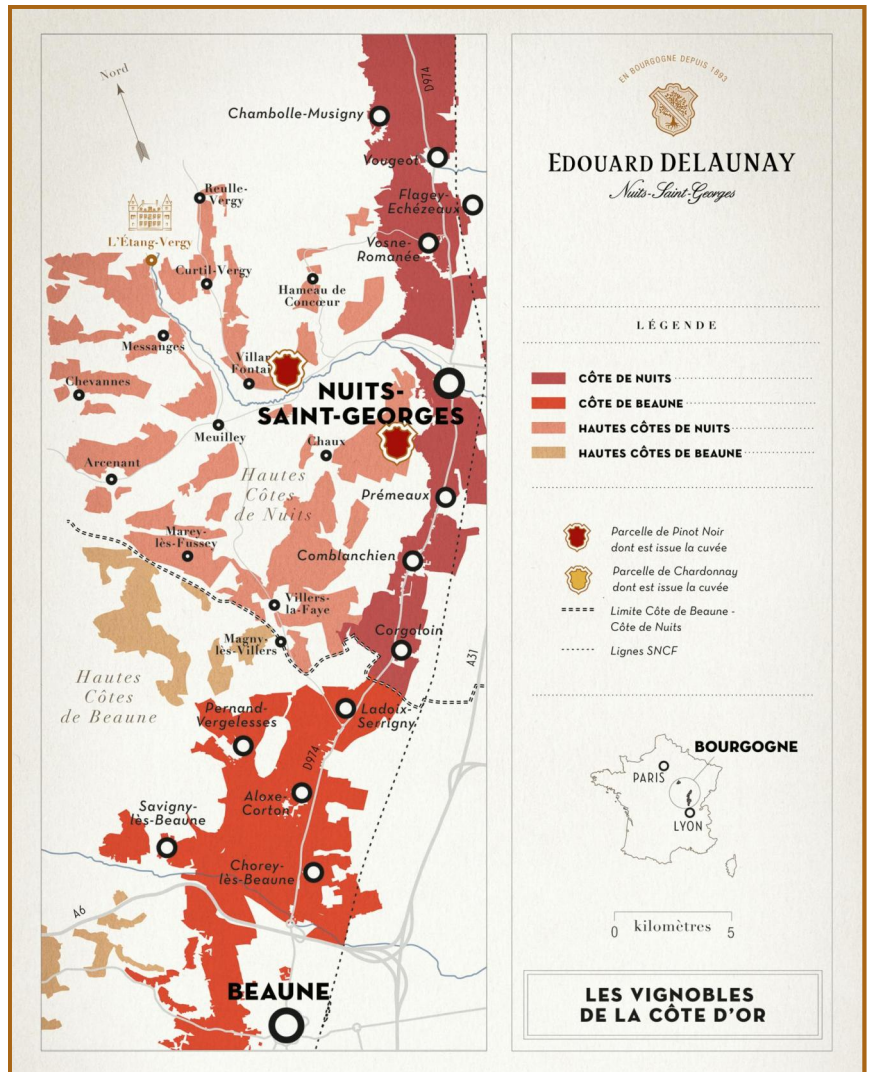 Nord
D974
Chambolle-Musigny
Vougeot
Reulle-
Vergy
Flagey-
Echézeaux
L'Étang-Vergy
Vosne-
Romanée
Curtil-Vergy
Hameau de
Concœur
Messanges
Villar
Fontai
Chevannes
NUITS-
SAINT-GEORGES
Meuilley
Chaux
Arcenant
Hautes
Côtes
de Nuits
Prémeaux
Marey-
lès-Fussey
Comblanchien
Villers-
la-Faye
Magny-
lès-Villers
Corgoloin
A31
Hautes
Côtes
de Beaune
Pernand-
Vergelesses
Ladoix-
Serrigny
D974
Aloxe-
Corton
Savigny-
lès-Beaune
Chorey-
lès-Beaune
A6
BEAUNE
EN BOURGOGNE DEPUIS 1893
EDOUARD DELAUNAY
Nuits-Saint-Georges
LÉGENDE
CÔTE DE NUITS
CÔTE DE BEAUNE
HAUTES CÔTES DE NUITS
HAUTES CÔTES DE BEAUNE
Parcelle de Pinot Noir
dont est issue la cuvée
Parcelle de Chardonnay
dont est issue la cuvée
Limite Côte de Beaune -
Côte de Nuits
Lignes SNCF
BOURGOGNE
PARIS
LYON
0 kilomètres 5
LES VIGNOBLES
DE LA CÔTE D'OR